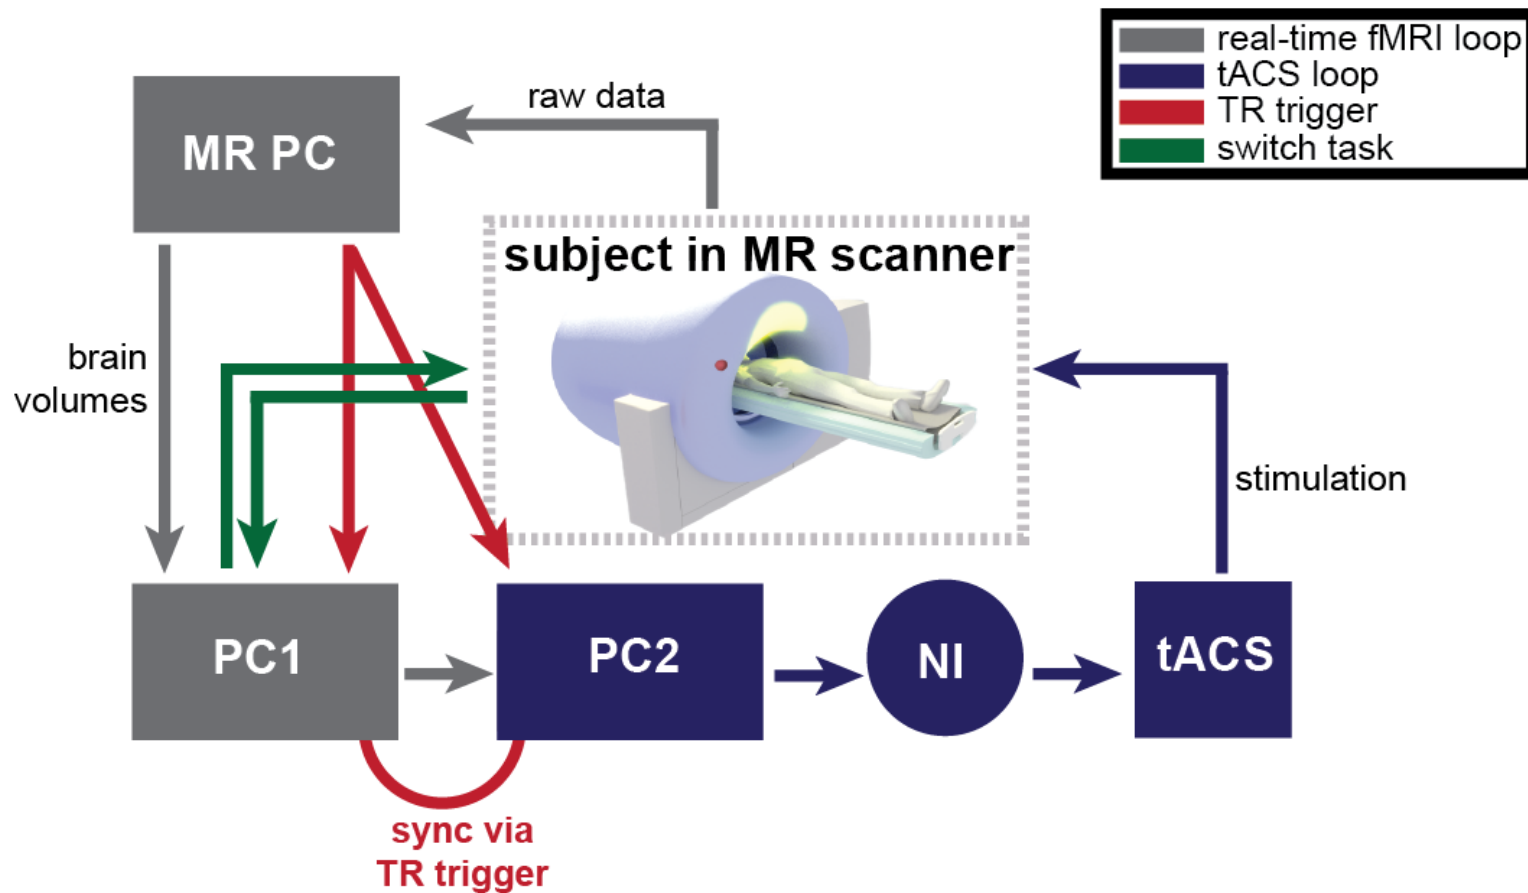 real-time fMRI loop
tACS loop
TR trigger
switch task
raw data
MR PC
subject in MR scanner
brain
volumes
stimulation
PC1
PC2
NI
tACS
sync via
TR trigger